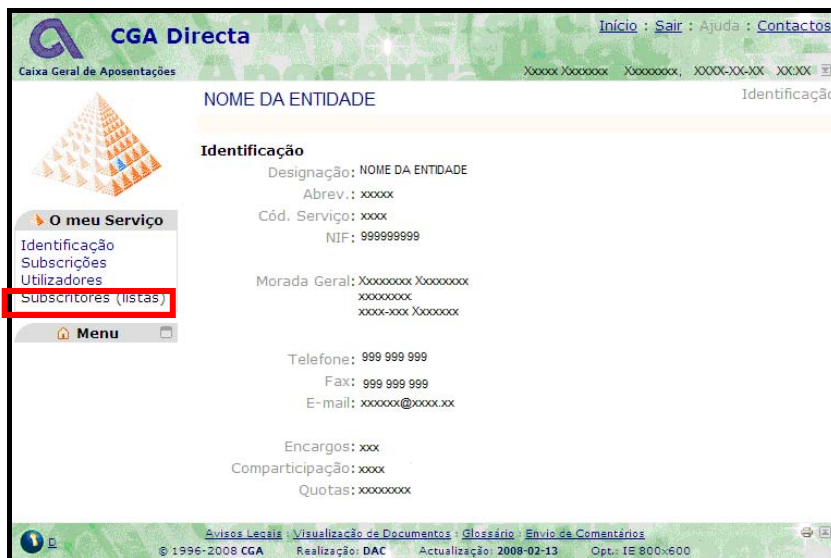 CGA Directa
Início : Sair : Ajuda : Contactos
Caixa Geral de Aposentações
Xxxxx Xxxxxxx Xxxxxxxx, XXXX-XX-XX XX:XX
NOME DA ENTIDADE
Identificação
Identificação
Designação: NOME DA ENTIDADE
Abrev.: xxxxx
Cód. Serviço: xxxx
NIF: 999999999
Morada Geral: Xxxxxxxx Xxxxxxxx
xxxxxxxx
xxxx-xxx Xxxxxxx
Telefone: 999 999 999
Fax: 999 999 999
E-mail: xxxxxx@xxxx.xx
Encargos: xxx
Comparticipação: xxxx
Quotas: xxxxxxxx
O meu Serviço
Identificação
Subscrições
Utilizadores
Subscritores (listas)
Menu
D
Avisos Legais : Visualização de Documentos : Glossário : Envio de Comentários
© 1996-2008 CGA Realização: DAC Actualização: 2008-02-13 Opt.: IE 800x600